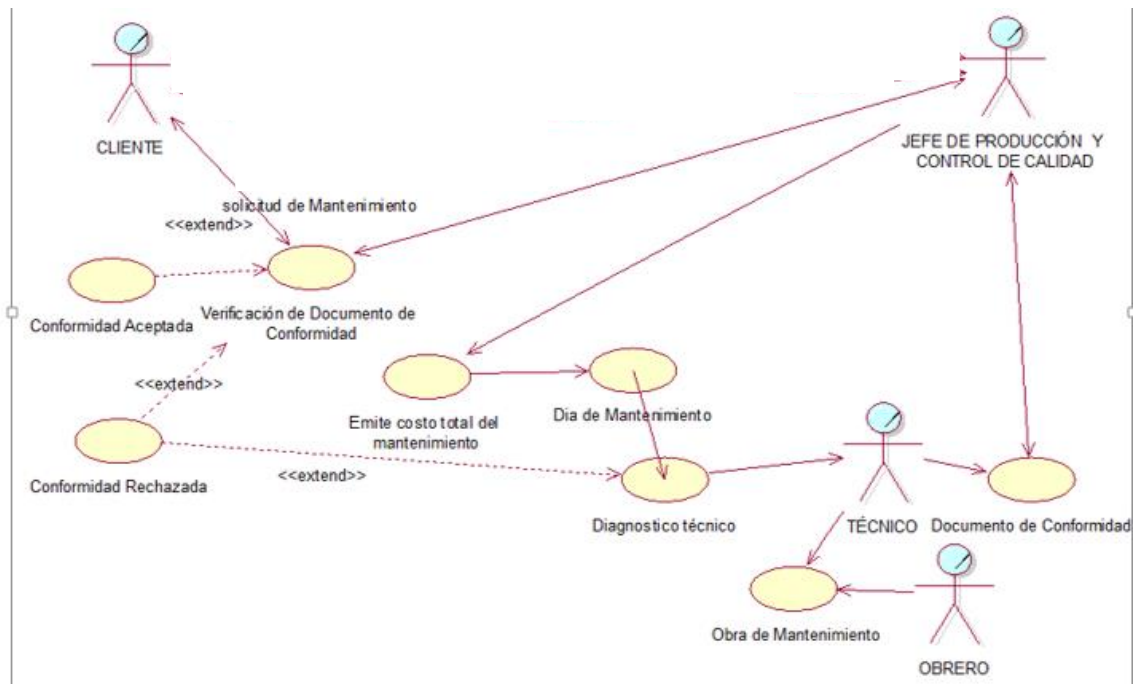 CLIENTE
JEFE DE PRODUCCIÓN Y
CONTROL DE CALIDAD
solicitud de Mantenimiento
<<extend>>
Conformidad Aceptada
Verificación de Documento de
Conformidad
<<extend>>
Emite costo total del
mantenimiento
Dia de Mantenimiento
Conformidad Rechazada
<<extend>>
Diagnostico técnico
TÉCNICO
Documento de Conformidad
Obra de Mantenimiento
OBRERO